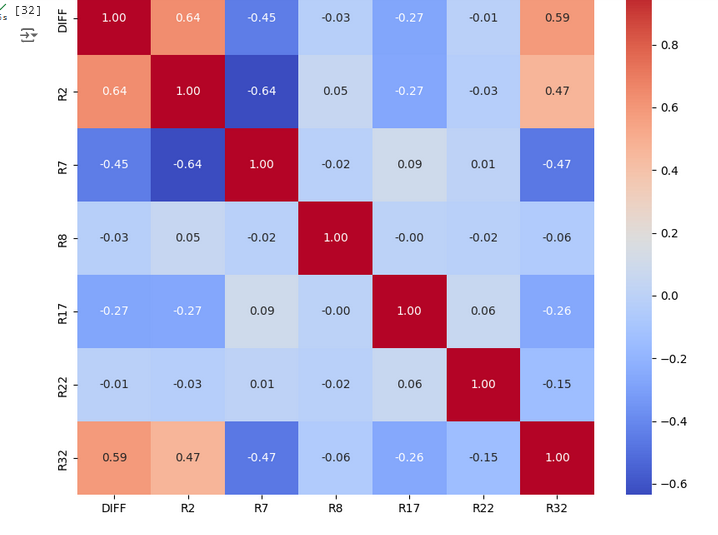 [32]
DIFF 1.00 0.64 -0.45 -0.03 -0.27 -0.01 0.59
R2 0.64 1.00 -0.64 0.05 -0.27 -0.03 0.47
R7 -0.45 -0.64 1.00 -0.02 0.09 0.01 -0.47
R8 -0.03 0.05 -0.02 1.00 -0.00 -0.02 -0.06
R17 -0.27 -0.27 0.09 -0.00 1.00 0.06 -0.26
R22 -0.01 -0.03 0.01 -0.02 0.06 1.00 -0.15
R32 0.59 0.47 -0.47 -0.06 -0.26 -0.15 1.00
DIFF R2 R7 R8 R17 R22 R32
0.8
0.6
0.4
0.2
0.0
−0.2
−0.4
−0.6